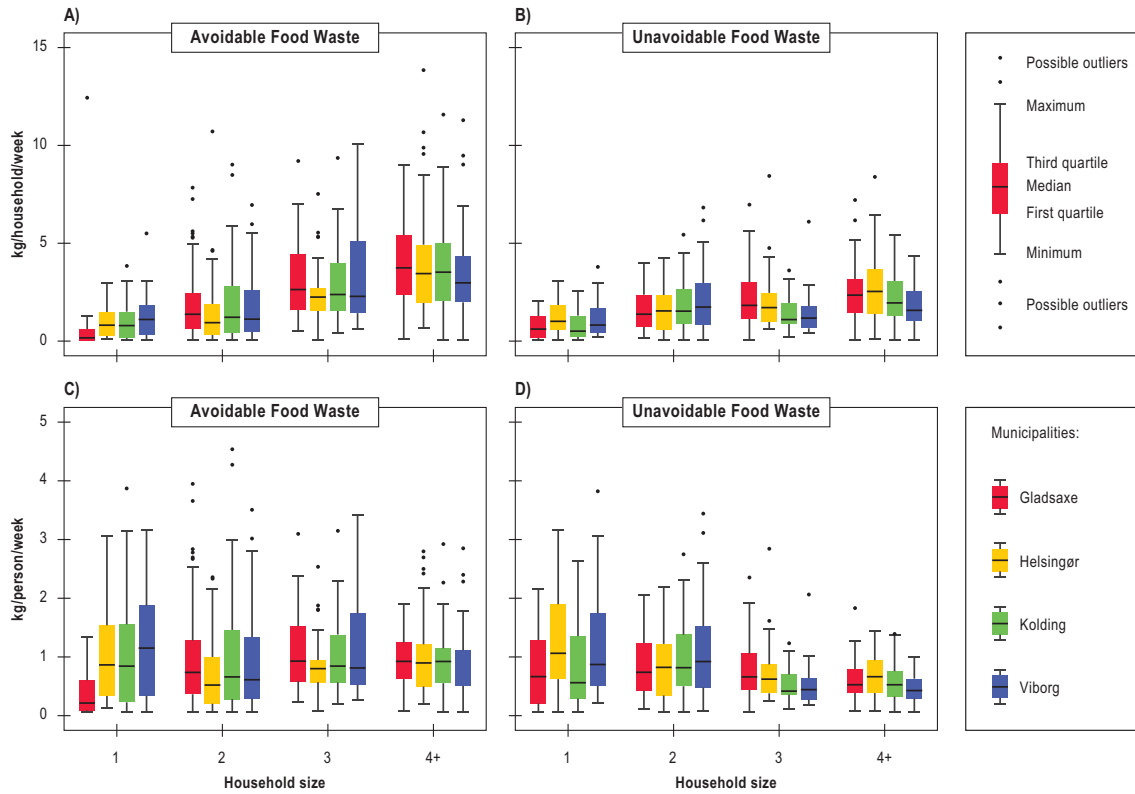 A)
Avoidable Food Waste
15
10
5
0
kg/household/week
B)
Unavoidable Food Waste
Possible outliers
Maximum
Third quartile
Median
First quartile
Minimum
Possible outliers
C)
Avoidable Food Waste
5
4
3
2
1
0
kg/person/week
1 2 3 4+
Household size
D)
Unavoidable Food Waste
1 2 3 4+
Household size
Municipalities:
Gladsaxe
Helsingør
Kolding
Viborg